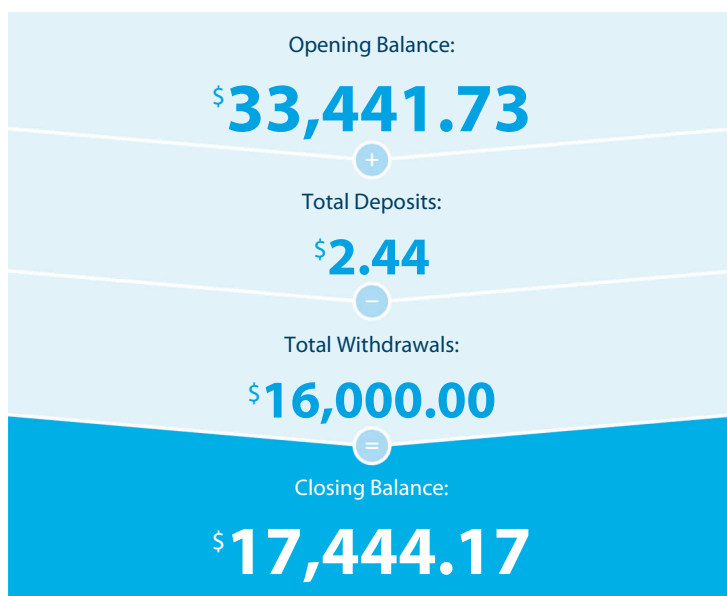 Opening Balance:
$33,441.73
+
Total Deposits:
$2.44
−
Total Withdrawals:
$16,000.00
=
Closing Balance:
$17,444.17